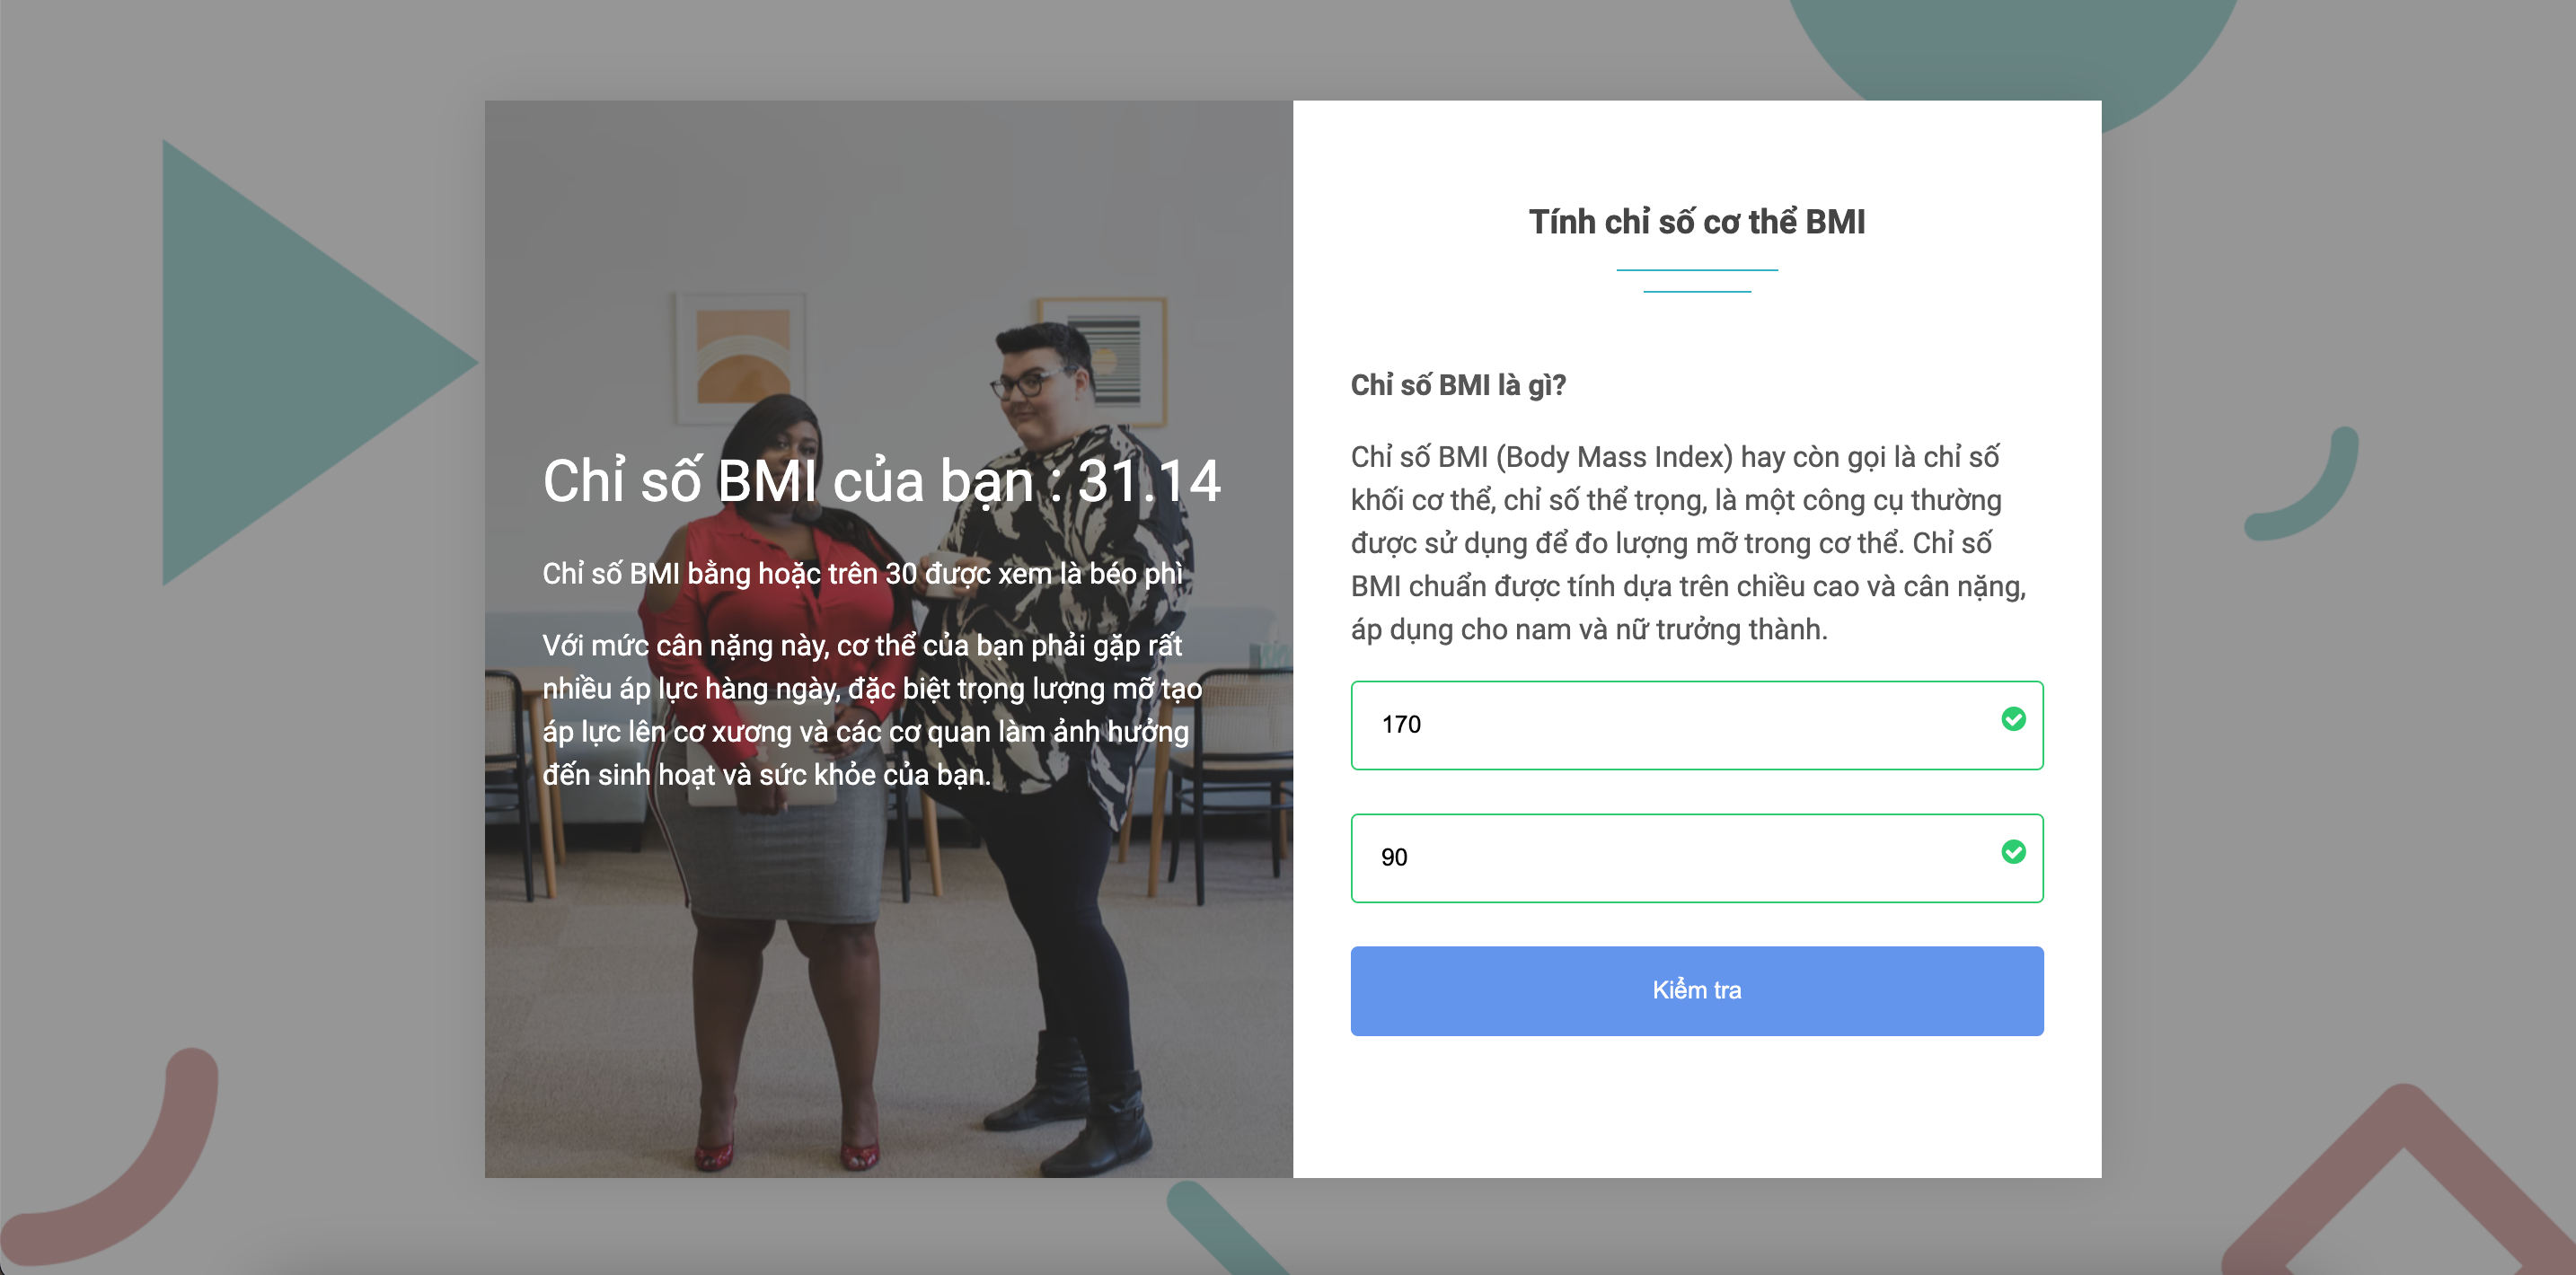 Chỉ số BMI của bạn : 31.14
Chỉ số BMI bằng hoặc trên 30 được xem là béo phì
Với mức cân nặng này, cơ thể của bạn phải gặp rất
nhiều áp lực hàng ngày, đặc biệt trọng lượng mỡ tạo
áp lực lên cơ xương và các cơ quan làm ảnh hưởng
đến sinh hoạt và sức khỏe của bạn.
Tính chỉ số cơ thể BMI
Chỉ số BMI là gì?
Chỉ số BMI (Body Mass Index) hay còn gọi là chỉ số
khối cơ thể, chỉ số thể trọng, là một công cụ thường
được sử dụng để đo lượng mỡ trong cơ thể. Chỉ số
BMI chuẩn được tính dựa trên chiều cao và cân nặng,
áp dụng cho nam và nữ trưởng thành.
170
90
Kiểm tra